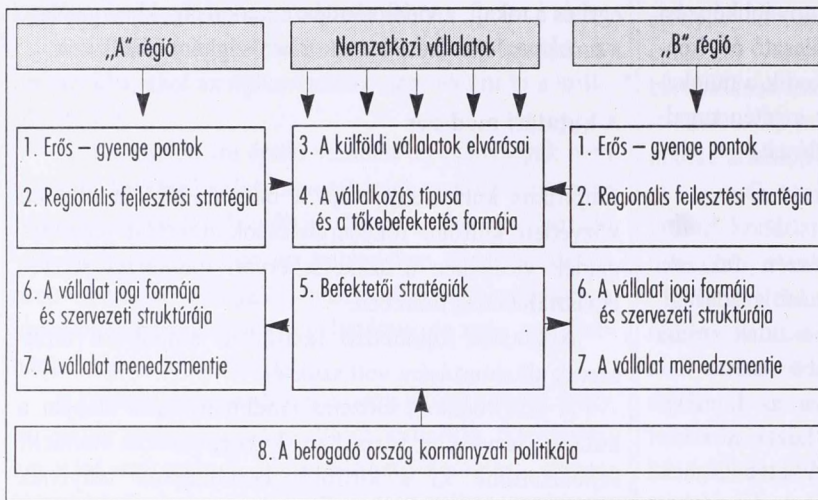 „A” régió
Nemzetközi vállalatok
„B” régió
1. Erős – gyenge pontok
2. Regionális fejlesztési stratégia
3. A külföldi vállalatok elvárásai
4. A vállalkozás típusa
és a tőkebefektetés formája
1. Erős – gyenge pontok
2. Regionális fejlesztési stratégia
6. A vállalat jogi formája
és szervezeti struktúrája
7. A vállalat menedzsmentje
5. Befektetői stratégiák
6. A vállalat jogi formája
és szervezeti struktúrája
7. A vállalat menedzsmentje
8. A befogadó ország kormányzati politikája